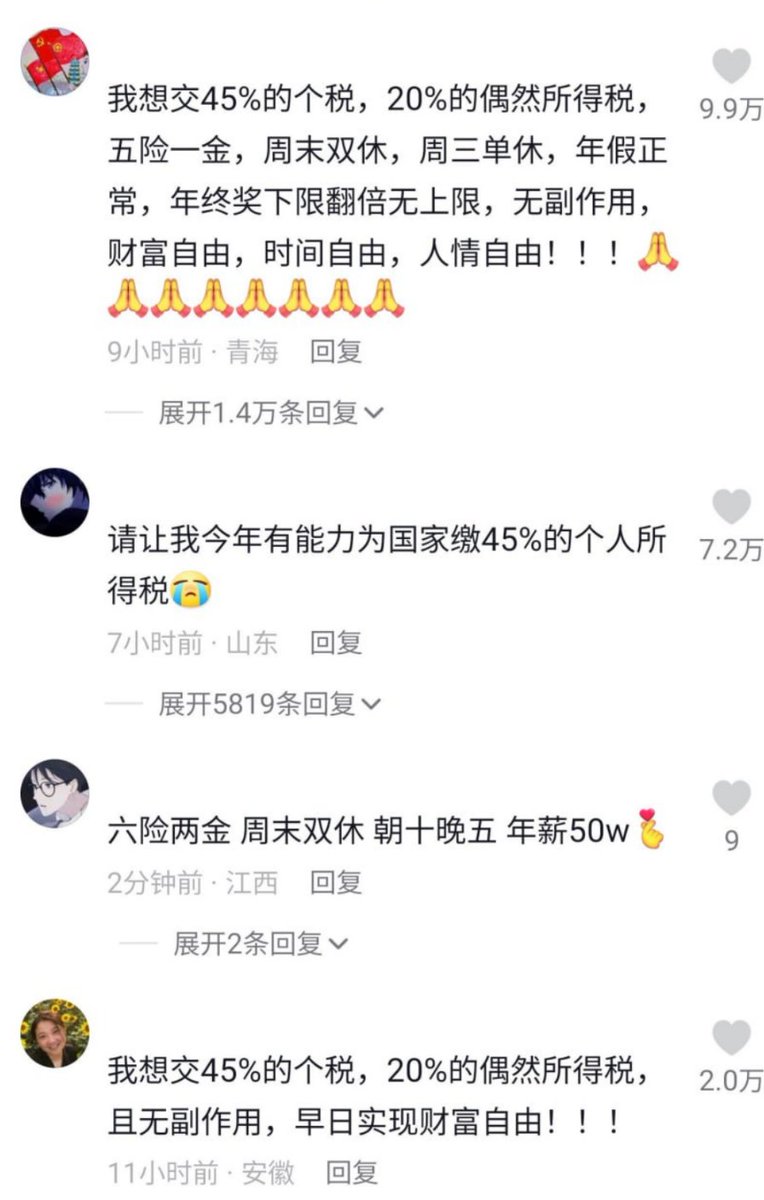 我想交45%的个税，20%的偶然所得税，
五险一金，周末双休，周三单休，年假正
常，年终奖下限翻倍无上限，无副作用，
财富自由，时间自由，人情自由！！！🙏
🙏🙏🙏🙏🙏🙏🙏
9.9万
9小时前 · 青海 回复
展开1.4万条回复
请让我今年有能力为国家缴45%的个人所
得税😭
7.2万
7小时前 · 山东 回复
展开5819条回复
六险两金 周末双休 朝十晚五 年薪50w🫰
9
2分钟前 · 江西 回复
展开2条回复
我想交45%的个税，20%的偶然所得税，
且无副作用，早日实现财富自由！！！
2.0万
11小时前 · 安徽 回复